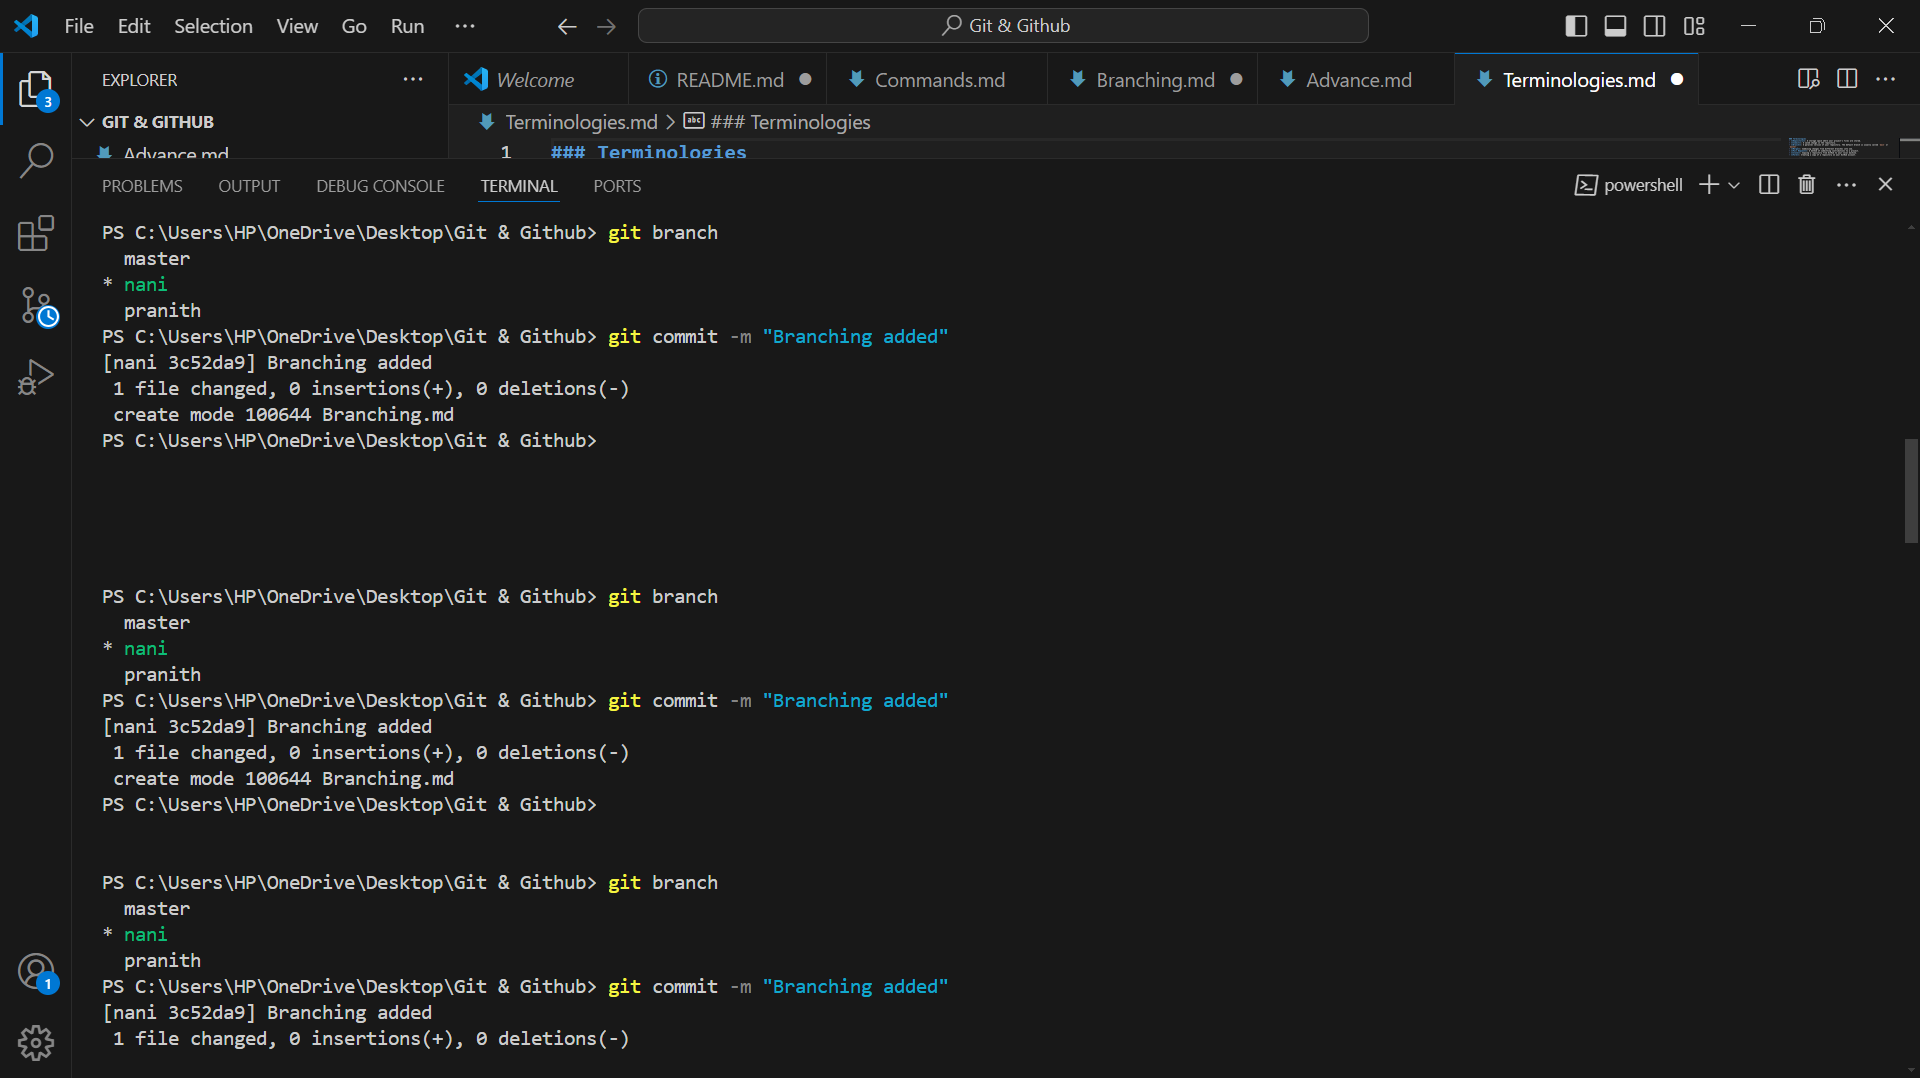 File Edit Selection View Go Run ··· Git & Github
EXPLORER ··· Welcome README.md Commands.md Branching.md Advance.md Terminologies.md ···
3
GIT & GITHUB Terminologies.md > abc ### Terminologies
Advance.md 1 ### Terminologies
PROBLEMS OUTPUT DEBUG CONSOLE TERMINAL PORTS powershell ···
PS C:\Users\HP\OneDrive\Desktop\Git & Github> git branch
master
* nani
pranith
PS C:\Users\HP\OneDrive\Desktop\Git & Github> git commit -m "Branching added"
[nani 3c52da9] Branching added
1 file changed, 0 insertions(+), 0 deletions(-)
create mode 100644 Branching.md
PS C:\Users\HP\OneDrive\Desktop\Git & Github>
PS C:\Users\HP\OneDrive\Desktop\Git & Github> git branch
master
* nani
pranith
PS C:\Users\HP\OneDrive\Desktop\Git & Github> git commit -m "Branching added"
[nani 3c52da9] Branching added
1 file changed, 0 insertions(+), 0 deletions(-)
create mode 100644 Branching.md
PS C:\Users\HP\OneDrive\Desktop\Git & Github>
PS C:\Users\HP\OneDrive\Desktop\Git & Github> git branch
master
* nani
pranith
1
PS C:\Users\HP\OneDrive\Desktop\Git & Github> git commit -m "Branching added"
[nani 3c52da9] Branching added
1 file changed, 0 insertions(+), 0 deletions(-)